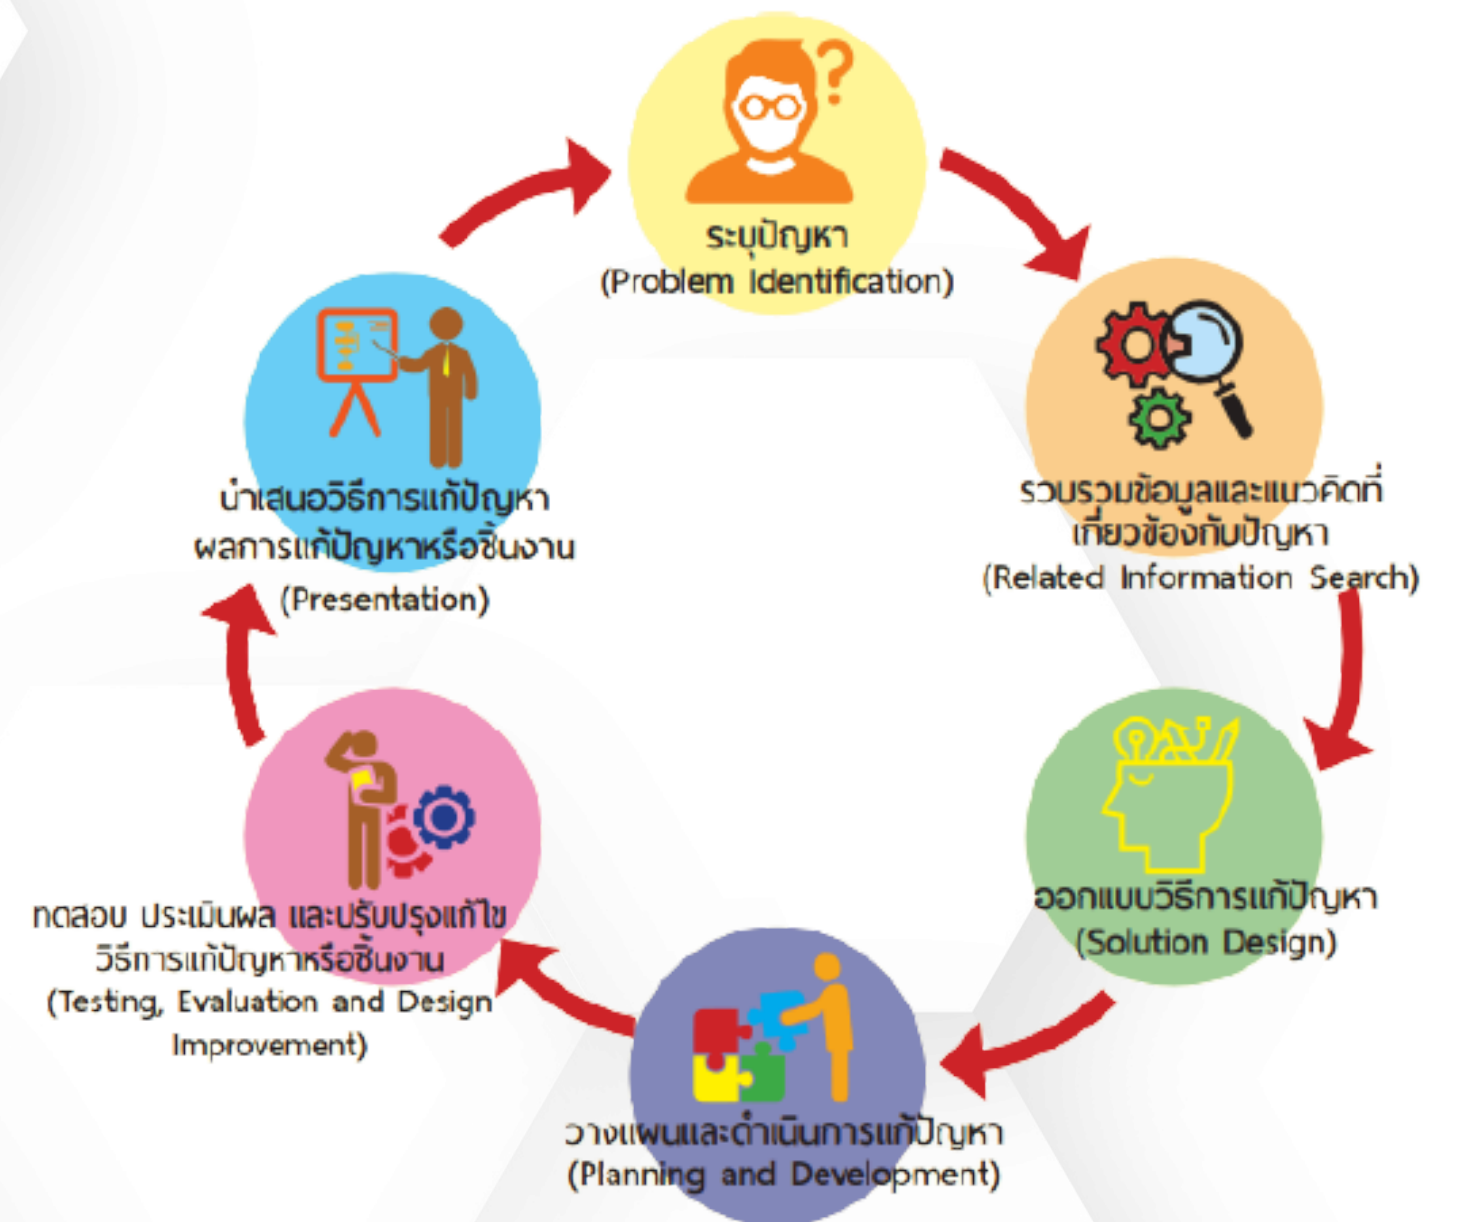 ระบุปัญหา
(Problem Identification)
รวบรวมข้อมูลและแนวคิดที่
เกี่ยวข้องกับปัญหา
(Related Information Search)
ออกแบบวิธีการแก้ปัญหา
(Solution Design)
วางแผนและดำเนินการแก้ปัญหา
(Planning and Development)
ทดสอบ ประเมินผล และปรับปรุงแก้ไข
วิธีการแก้ปัญหาหรือชิ้นงาน
(Testing, Evaluation and Design
Improvement)
นำเสนอวิธีการแก้ปัญหา
ผลการแก้ปัญหาหรือชิ้นงาน
(Presentation)